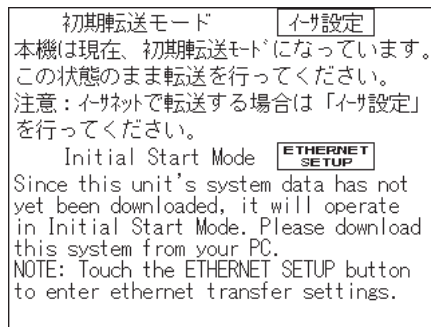 初期転送モード ｲｰｻ設定
本機は現在、初期転送ﾓｰﾄﾞになっています。
この状態のまま転送を行ってください。
注意：ｲｰｻﾈｯﾄで転送する場合は「ｲｰｻ設定」
を行ってください。
Initial Start Mode ETHERNET SETUP
Since this unit's system data has not
yet been downloaded, it will operate
in Initial Start Mode. Please download
this system from your PC.
NOTE: Touch the ETHERNET SETUP button
to enter ethernet transfer settings.